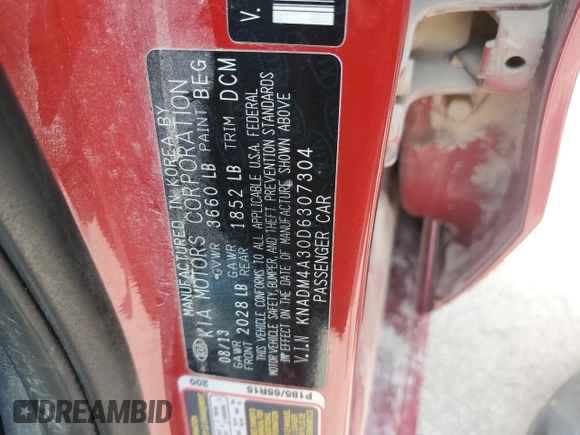 MANUFACTURED IN KOREA BY
KIA KIA MOTORS CORPORATION
08/13 GVWR 3660 LB PAINT BEG
GAWR FRONT 2028 LB GAWR REAR 1852 LB TRIM DCM
THIS VEHICLE CONFORMS TO ALL APPLICABLE U.S.A. FEDERAL
MOTOR VEHICLE SAFETY, BUMPER, AND THEFT PREVENTION STANDARDS
IN EFFECT ON THE DATE OF MANUFACTURE SHOWN ABOVE
V.I.N KNADM4A30D6307304
PASSENGER CAR
V.
P185/65R15
200
DREAMBID